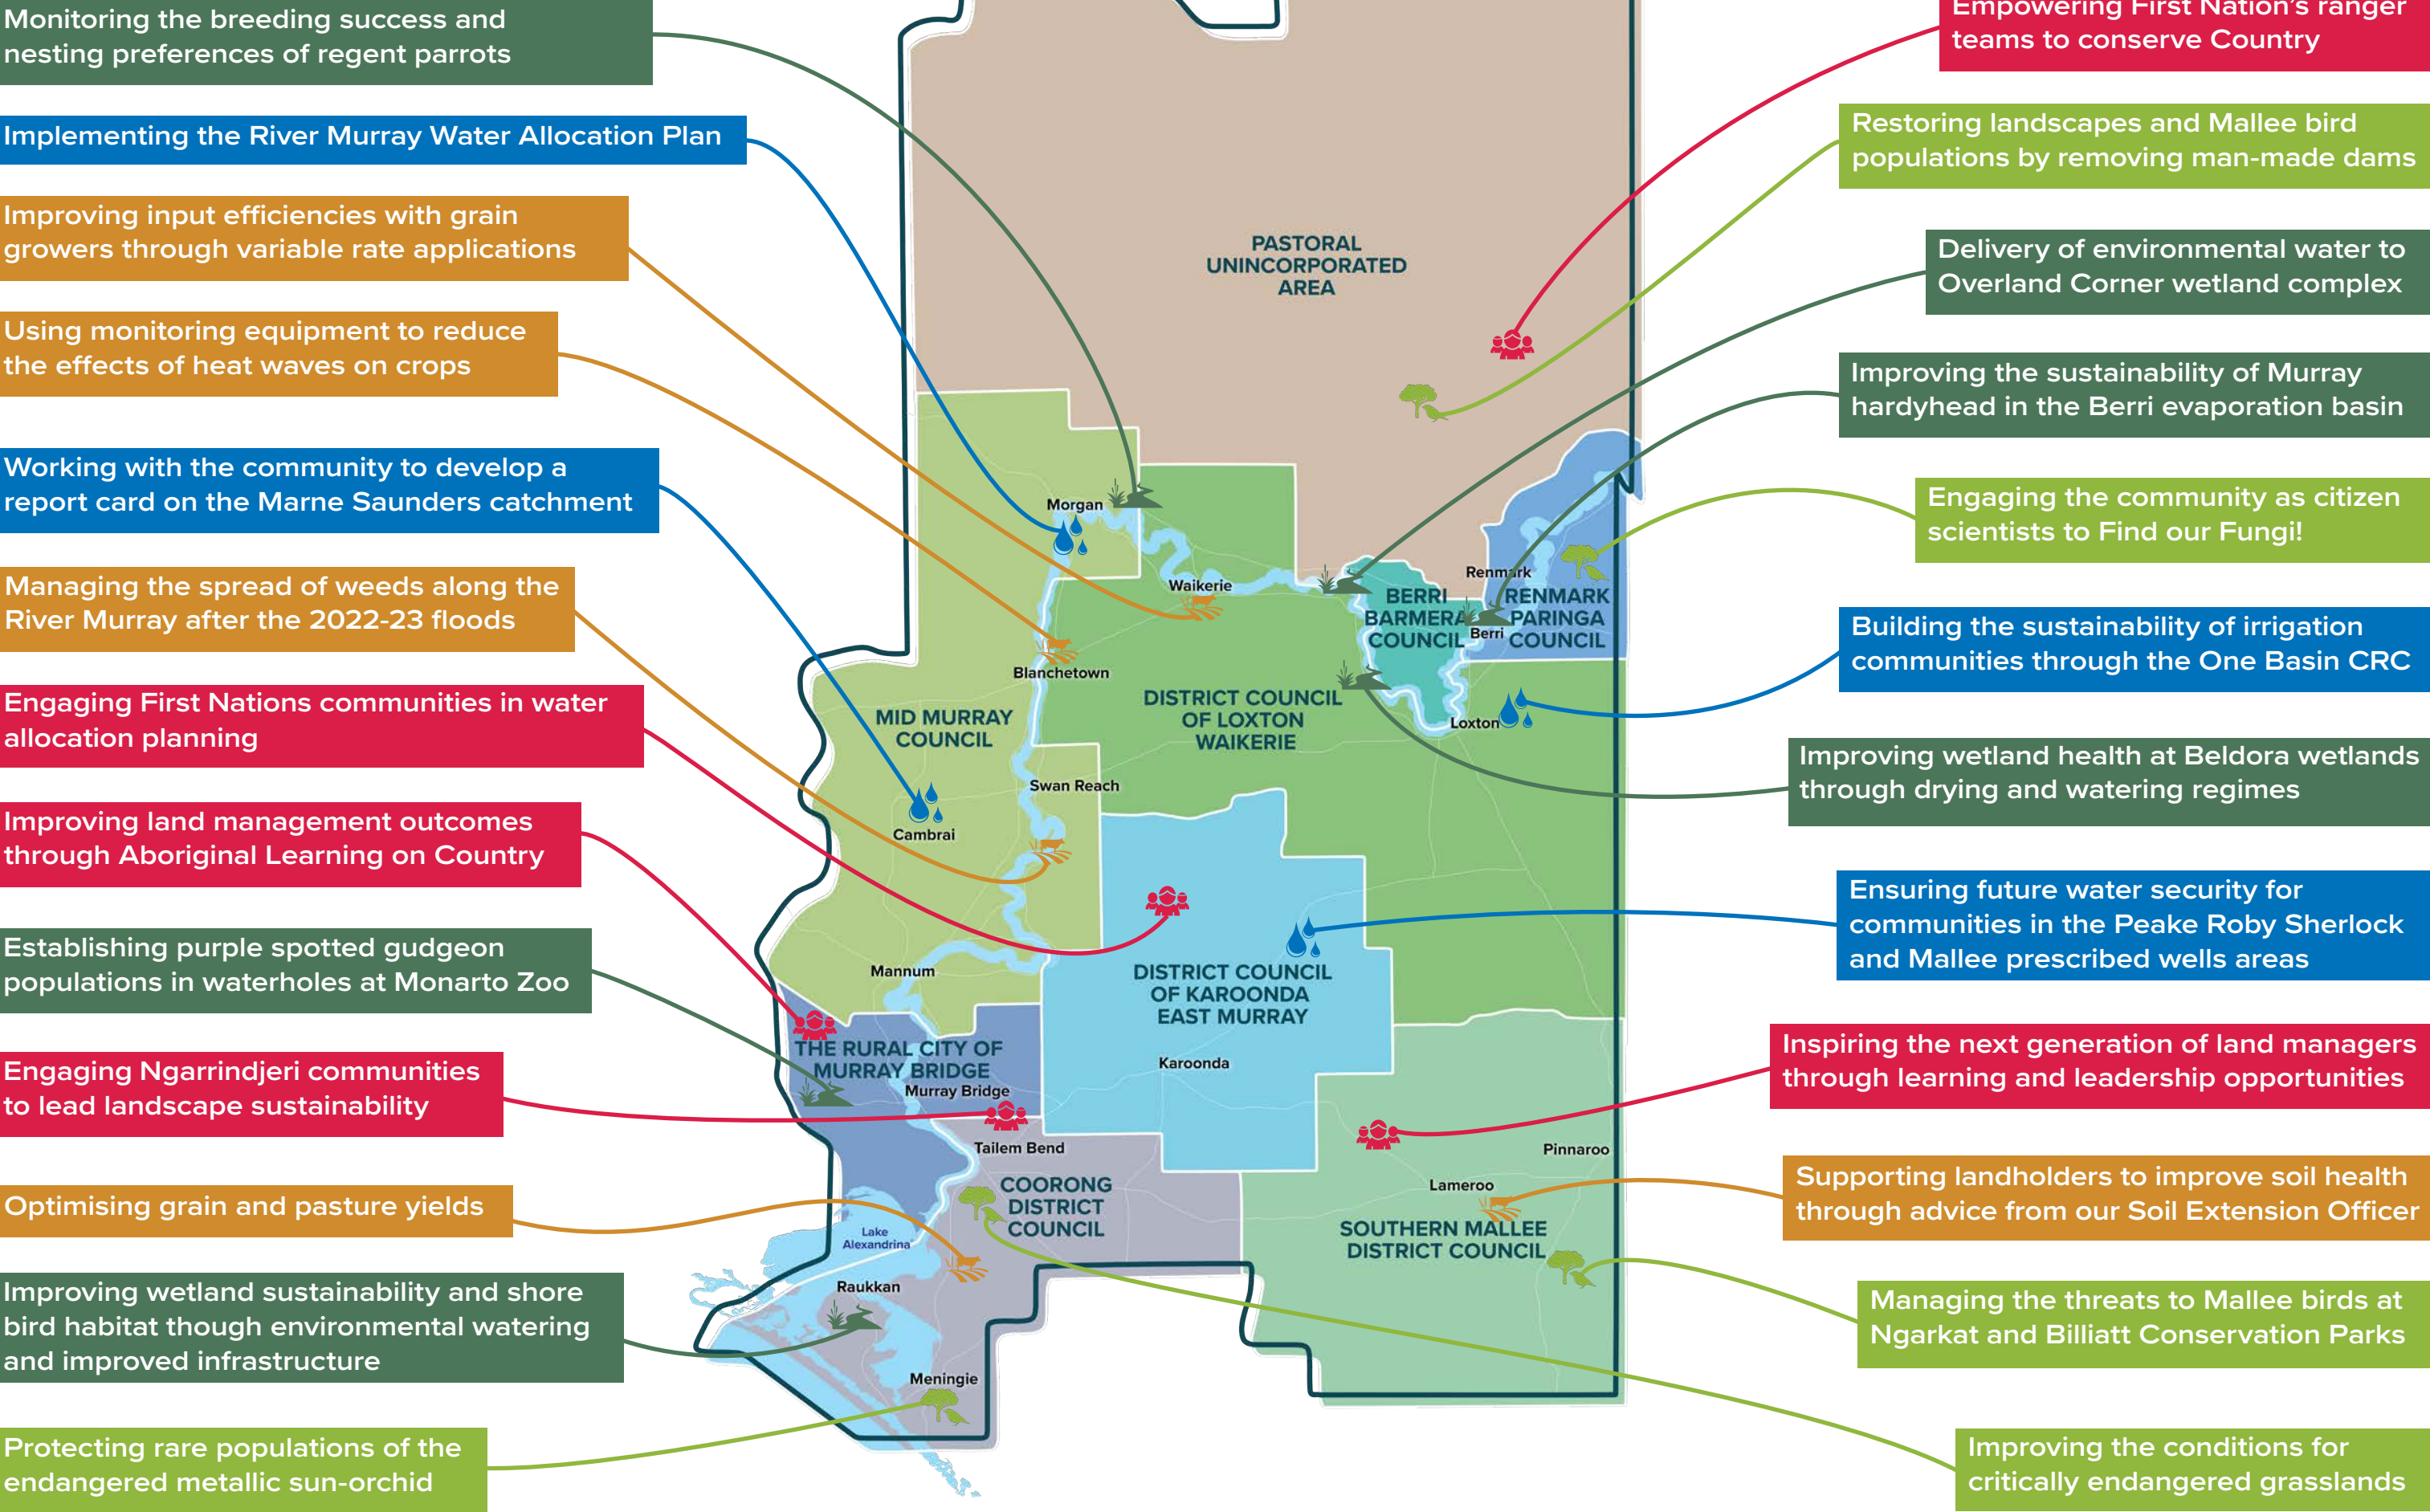 Monitoring the breeding success and
nesting preferences of regent parrots
Implementing the River Murray Water Allocation Plan
Improving input efficiencies with grain
growers through variable rate applications
Using monitoring equipment to reduce
the effects of heat waves on crops
Working with the community to develop a
report card on the Marne Saunders catchment
Managing the spread of weeds along the
River Murray after the 2022-23 floods
Engaging First Nations communities in water
allocation planning
Improving land management outcomes
through Aboriginal Learning on Country
Establishing purple spotted gudgeon
populations in waterholes at Monarto Zoo
Engaging Ngarrindjeri communities
to lead landscape sustainability
Optimising grain and pasture yields
Improving wetland sustainability and shore
bird habitat though environmental watering
and improved infrastructure
Protecting rare populations of the
endangered metallic sun-orchid
PASTORAL
UNINCORPORATED
AREA
Morgan
Waikerie
Renmark
BERRI
BARMERA
COUNCIL
RENMARK
PARINGA
COUNCIL
Berri
Blanchetown
MID MURRAY
COUNCIL
DISTRICT COUNCIL
OF LOXTON
WAIKERIE
Loxton
Swan Reach
Cambrai
Mannum
DISTRICT COUNCIL
OF KAROONDA
EAST MURRAY
Karoonda
THE RURAL CITY OF
MURRAY BRIDGE
Murray Bridge
Tailem Bend
Pinnaroo
Lameroo
COORONG
DISTRICT
COUNCIL
SOUTHERN MALLEE
DISTRICT COUNCIL
Lake
Alexandrina
Raukkan
Meningie
Empowering First Nation's ranger
teams to conserve Country
Restoring landscapes and Mallee bird
populations by removing man-made dams
Delivery of environmental water to
Overland Corner wetland complex
Improving the sustainability of Murray
hardyhead in the Berri evaporation basin
Engaging the community as citizen
scientists to Find our Fungi!
Building the sustainability of irrigation
communities through the One Basin CRC
Improving wetland health at Beldora wetlands
through drying and watering regimes
Ensuring future water security for
communities in the Peake Roby Sherlock
and Mallee prescribed wells areas
Inspiring the next generation of land managers
through learning and leadership opportunities
Supporting landholders to improve soil health
through advice from our Soil Extension Officer
Managing the threats to Mallee birds at
Ngarkat and Billiatt Conservation Parks
Improving the conditions for
critically endangered grasslands